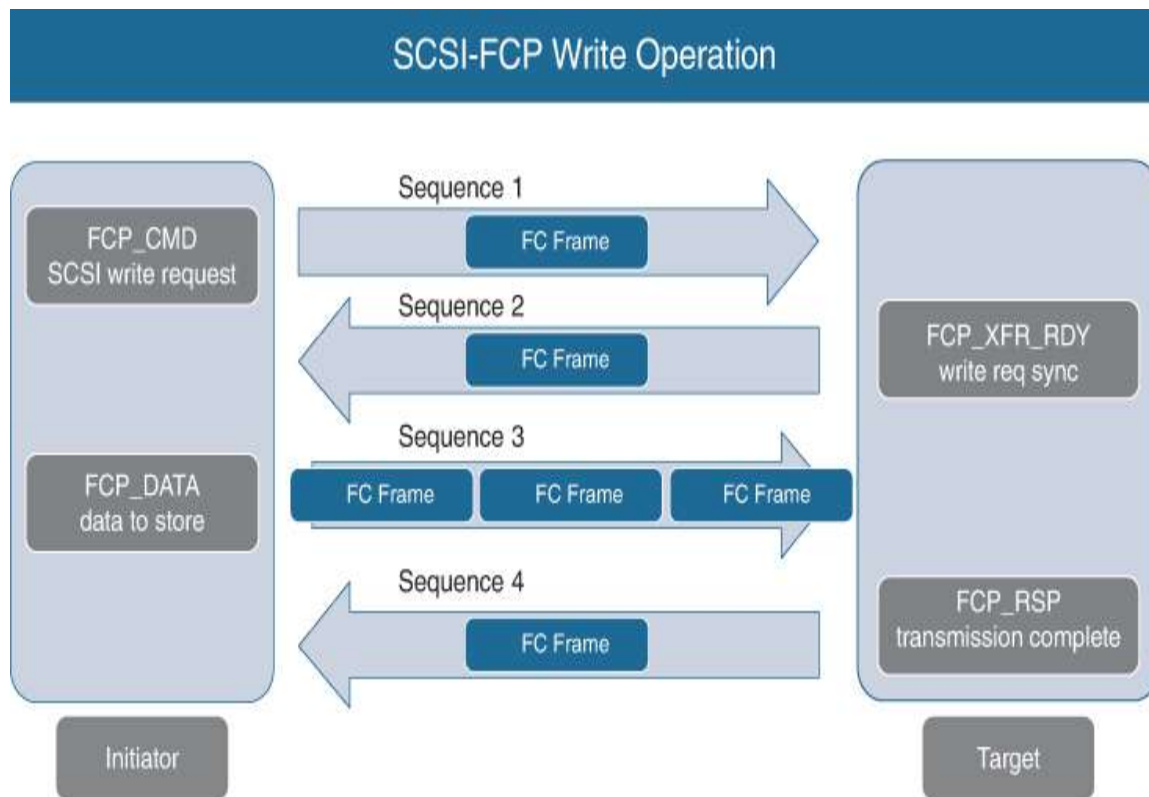 SCSI-FCP Write Operation
Sequence 1
FCP_CMD
SCSI write request
FC Frame
Sequence 2
FC Frame
FCP_XFR_RDY
write req sync
Sequence 3
FCP_DATA
data to store
FC Frame
FC Frame
FC Frame
Sequence 4
FC Frame
FCP_RSP
transmission complete
Initiator
Target